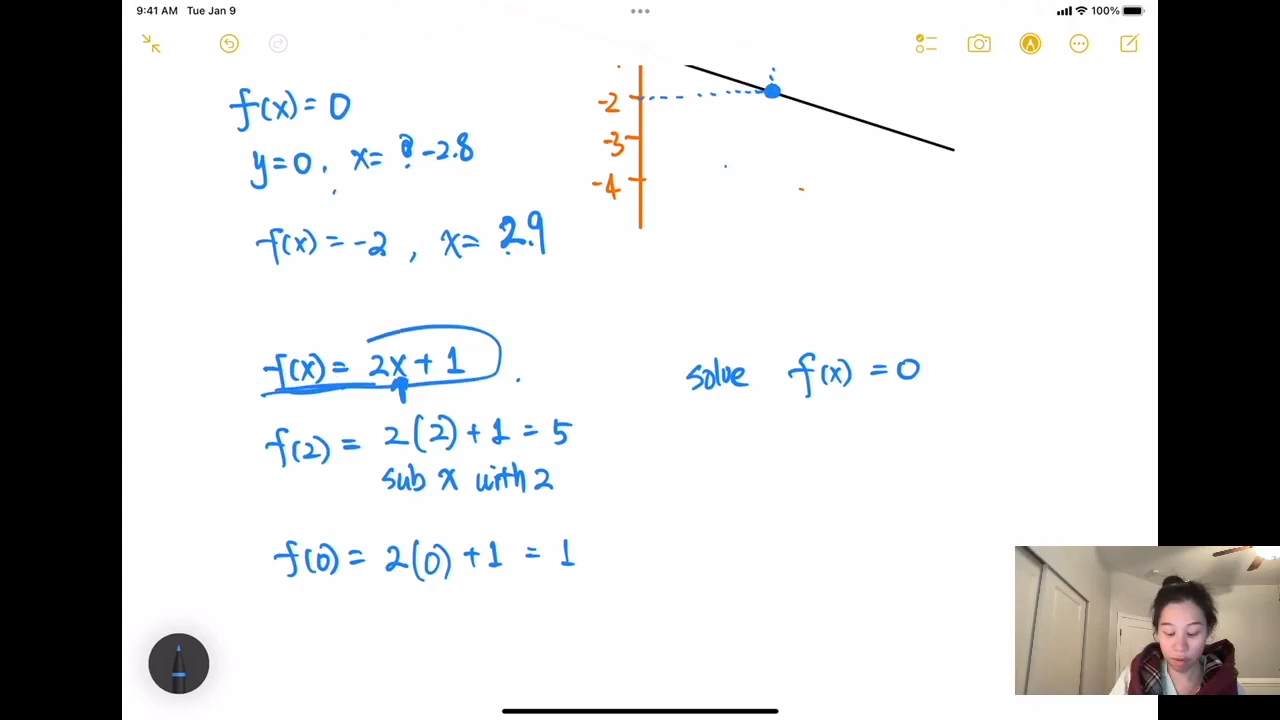 9:41 AM Tue Jan 9
100%
f(x) = 0
y = 0, x = ? -2.8
f(x) = -2, x = 2.9
-2
-3
-4
f(x) = 2x + 1
f(2) = 2(2) + 1 = 5
sub x with 2
f(0) = 2(0) + 1 = 1
solve f(x) = 0